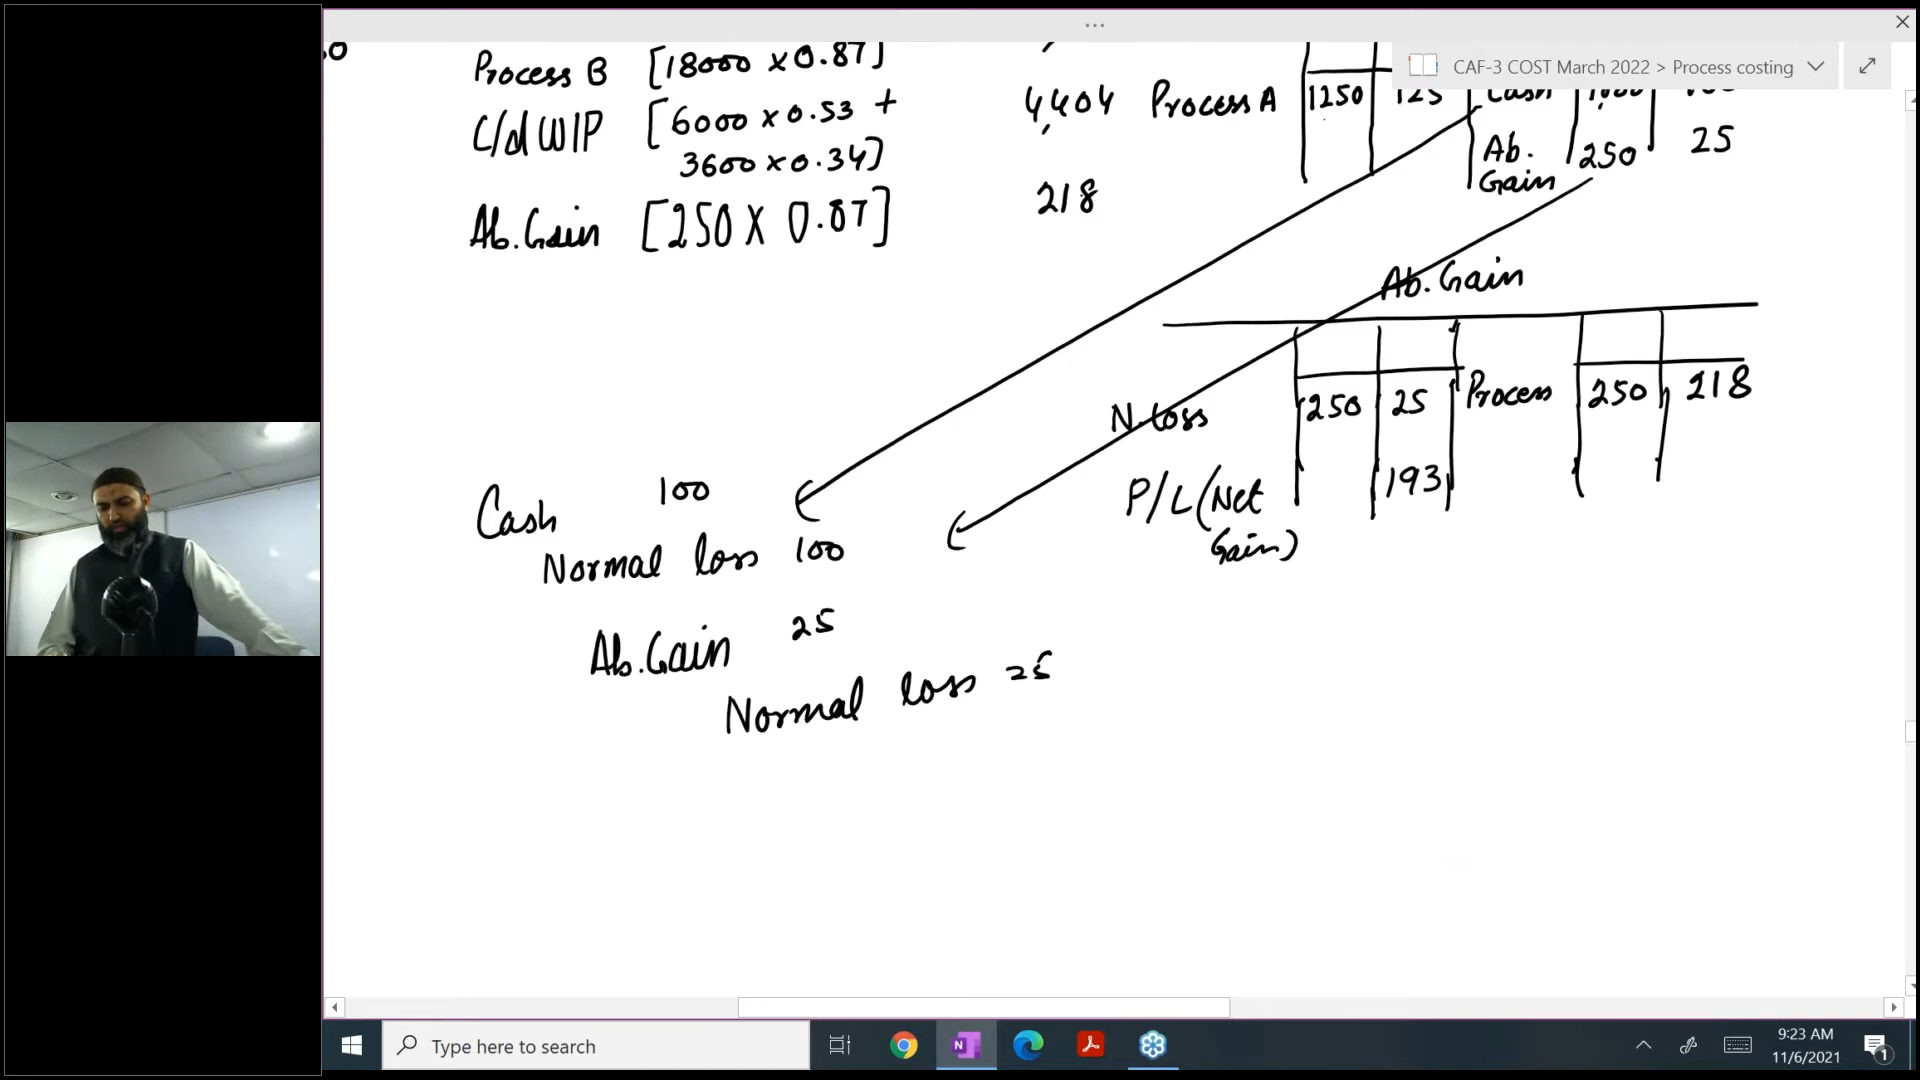 CAF-3 COST March 2022 > Process costing
Process B [18000 x 0.87]
C/d WIP [6000 x 0.53 +
3600 x 0.34]
4,404
Ab. Gain [250 X 0.87]
218
Process A 1250 125 Cash
Ab. Gain 250 25
Ab. Gain
N. Loss 250 25 Process 250 218
P/L (Net Gain) 193
Cash 100
Normal loss 100
Ab. Gain 25
Normal loss 25
Type here to search
9:23 AM
11/6/2021
1